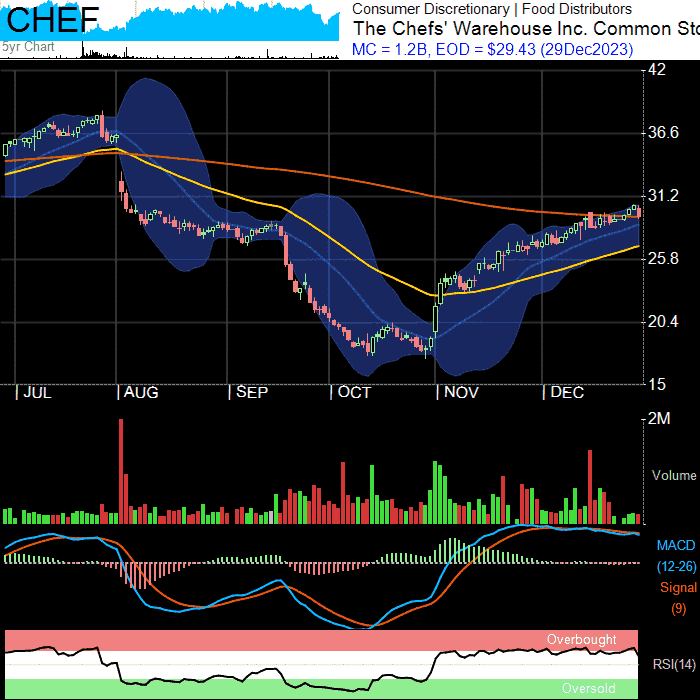 CHEF
5yr Chart
Consumer Discretionary | Food Distributors
The Chefs' Warehouse Inc. Common Sto
MC = 1.2B, EOD = $29.43 (29Dec2023)
42
36.6
31.2
25.8
20.4
15
| JUL | AUG | SEP | OCT | NOV | DEC
2M
Volume
MACD
(12-26)
Signal
(9)
Overbought
RSI(14)
Oversold